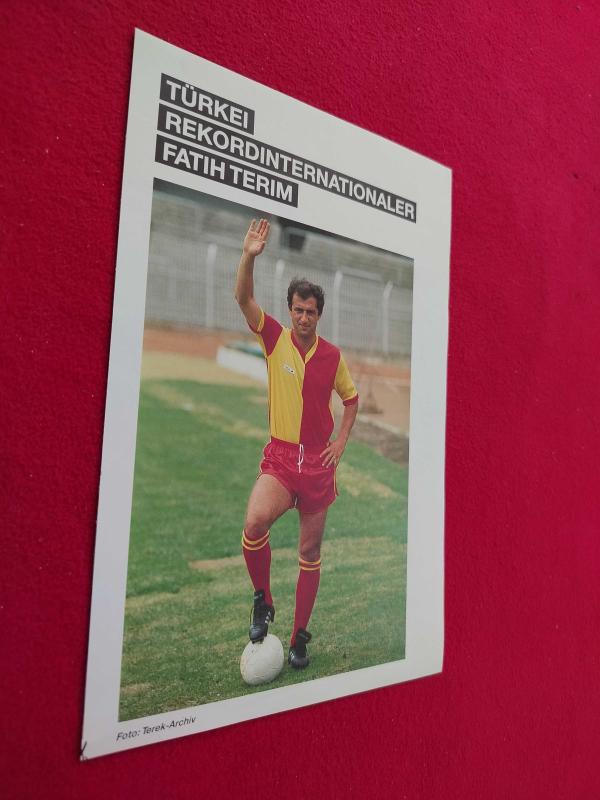 TÜRKEI
REKORDINTERNATIONALER
FATIH TERIM
Foto: Terek-Archiv